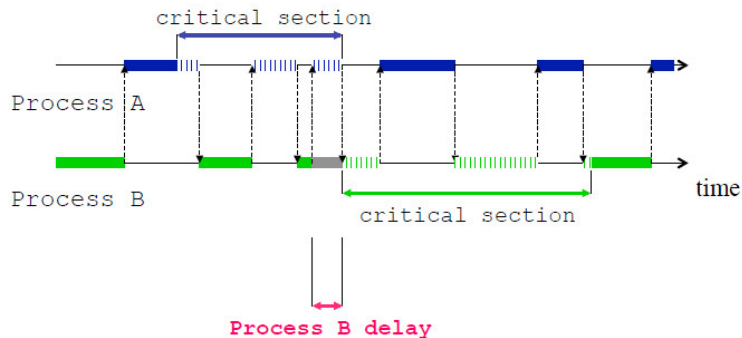 critical section
Process A
Process B
time
critical section
Process B delay